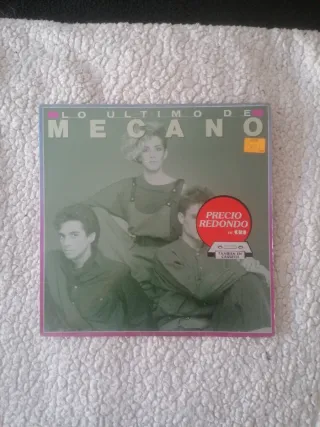 LO ULTIMO DE
MECANO
PRECIO
REDONDO